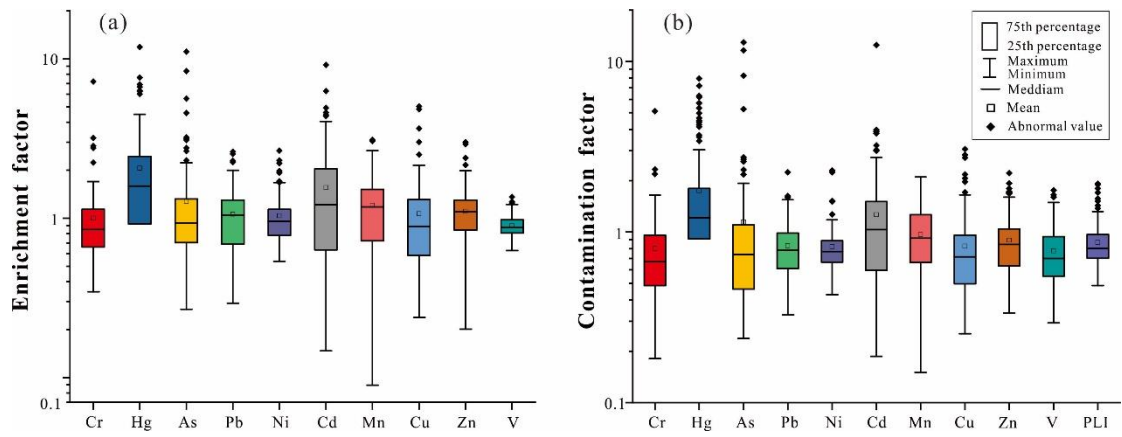 (a)
Enrichment factor
10
1
0.1
Cr Hg As Pb Ni Cd Mn Cu Zn V
(b)
Contamination factor
10
1
0.1
Cr Hg As Pb Ni Cd Mn Cu Zn V PLI
75th percentage
25th percentage
Maximum
Minimum
Meddiam
Mean
Abnormal value